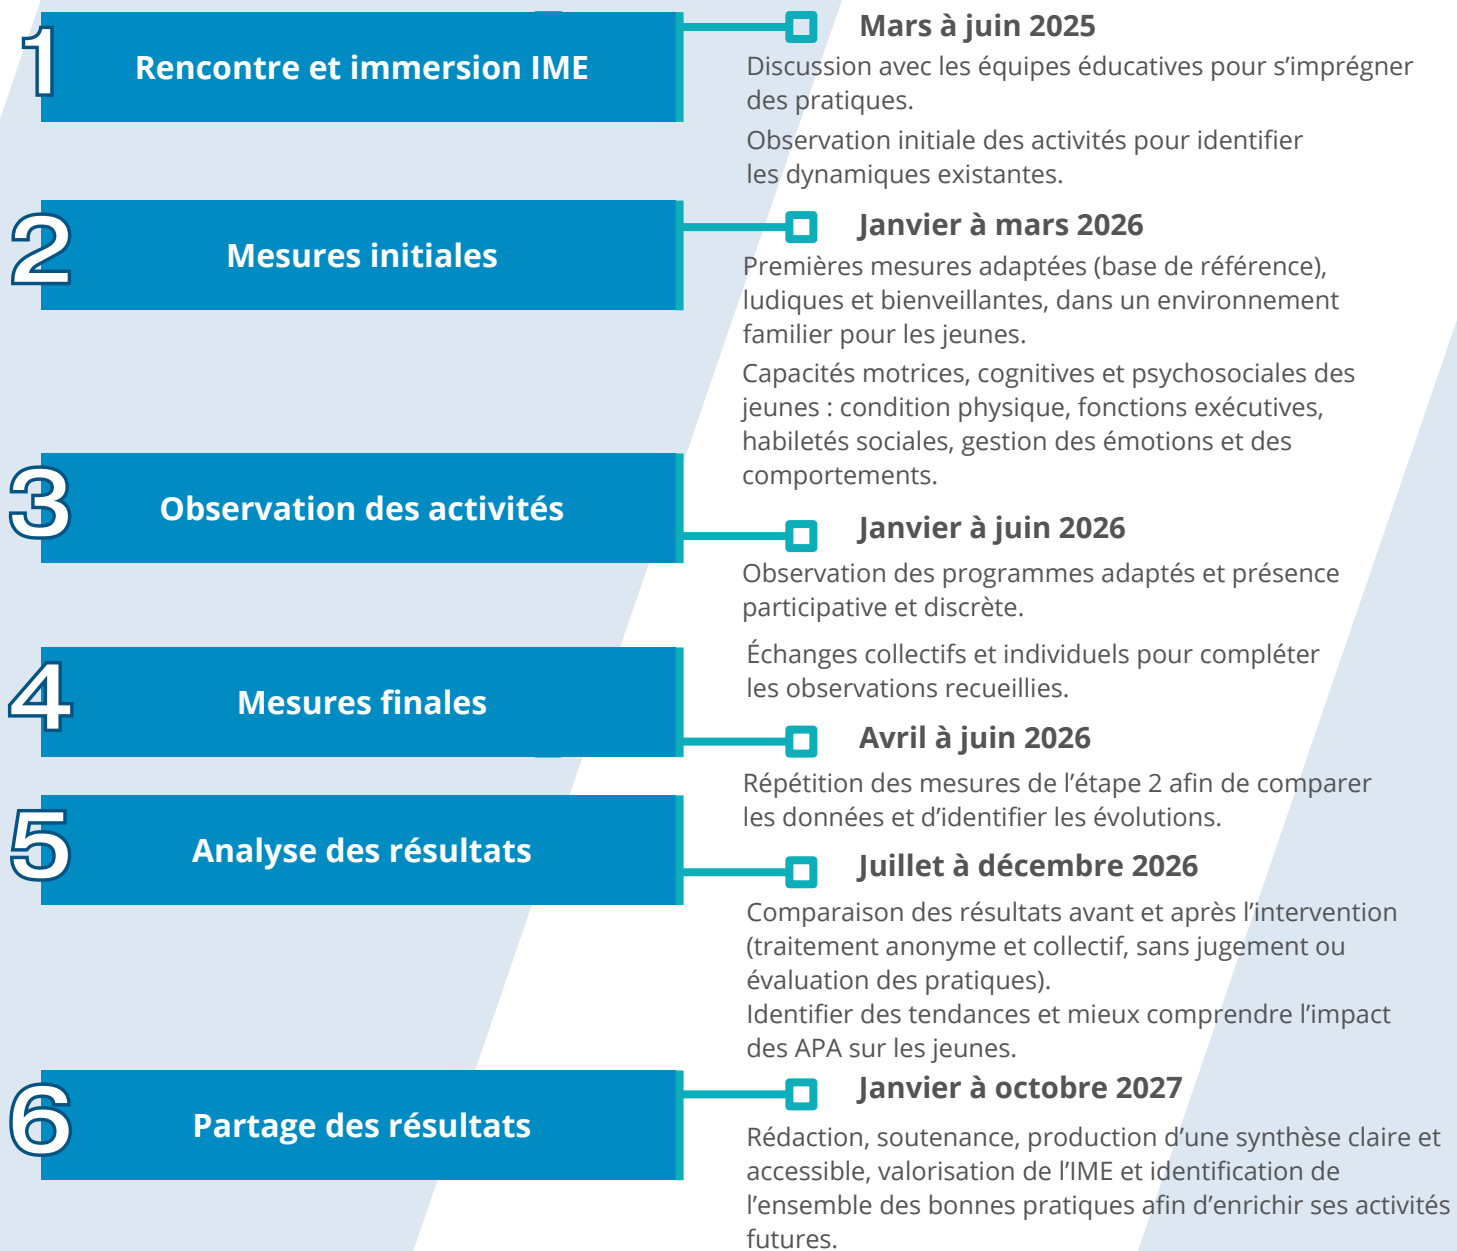 1
Rencontre et immersion IME
Mars à juin 2025
Discussion avec les équipes éducatives pour s’imprégner
des pratiques.
Observation initiale des activités pour identifier
les dynamiques existantes.
2
Mesures initiales
Janvier à mars 2026
Premières mesures adaptées (base de référence),
ludiques et bienveillantes, dans un environnement
familier pour les jeunes.
Capacités motrices, cognitives et psychosociales des
jeunes : condition physique, fonctions exécutives,
habiletés sociales, gestion des émotions et des
comportements.
3
Observation des activités
Janvier à juin 2026
Observation des programmes adaptés et présence
participative et discrète.
Échanges collectifs et individuels pour compléter
les observations recueillies.
4
Mesures finales
Avril à juin 2026
Répétition des mesures de l’étape 2 afin de comparer
les données et d’identifier les évolutions.
5
Analyse des résultats
Juillet à décembre 2026
Comparaison des résultats avant et après l’intervention
(traitement anonyme et collectif, sans jugement ou
évaluation des pratiques).
Identifier des tendances et mieux comprendre l’impact
des APA sur les jeunes.
6
Partage des résultats
Janvier à octobre 2027
Rédaction, soutenance, production d’une synthèse claire et
accessible, valorisation de l’IME et identification de
l’ensemble des bonnes pratiques afin d’enrichir ses activités
futures.